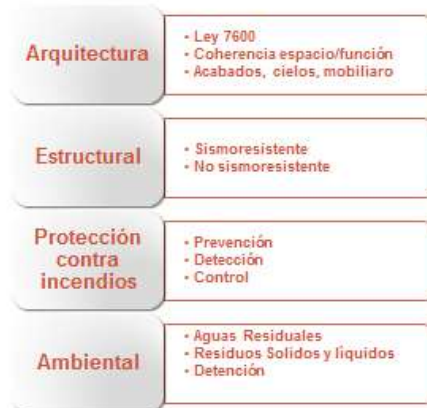 Arquitectura
• Ley 7600
• Coherencia espacio/función
• Acabados, cielos, mobiliaro
Estructural
• Sismoresistente
• No sismoresistente
Protección
contra
incendios
• Prevención
• Detección
• Control
Ambiental
• Aguas Residuales
• Residuos Solidos y liquidos
• Detención